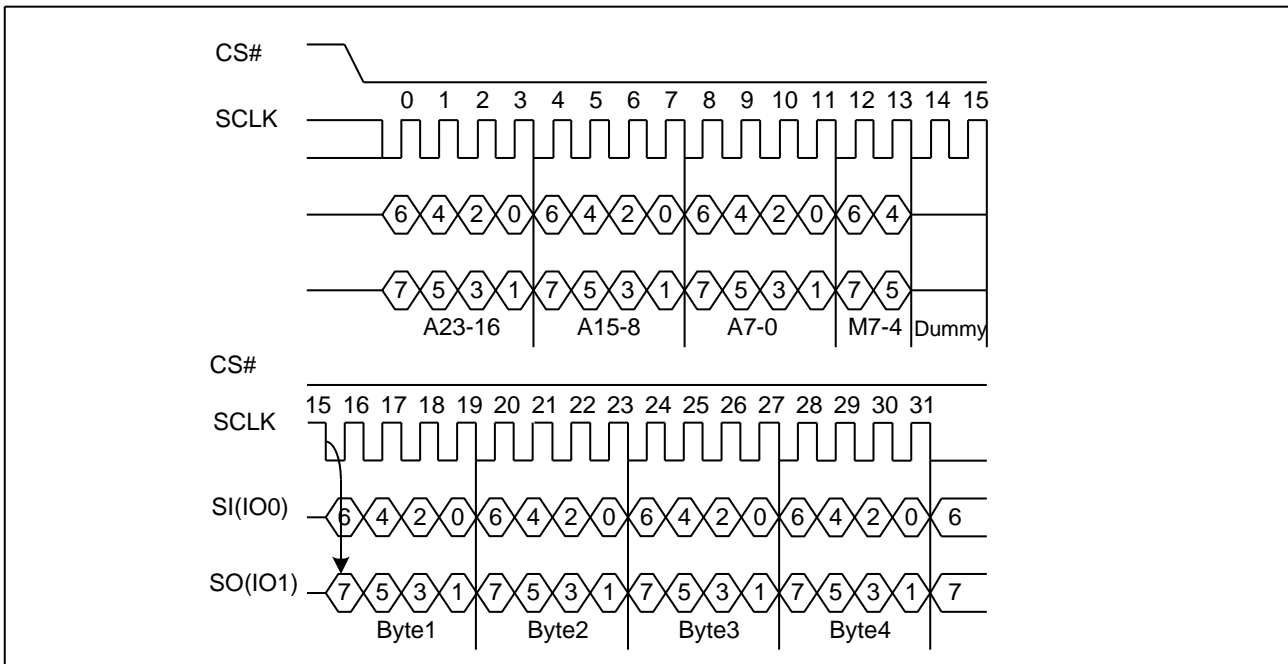 CS#
0 1 2 3 4 5 6 7 8 9 10 11 12 13 14 15
SCLK
6 4 2 0 6 4 2 0 6 4 2 0 6 4
7 5 3 1 7 5 3 1 7 5 3 1 7 5
A23-16 A15-8 A7-0 M7-4 Dummy
CS#
15 16 17 18 19 20 21 22 23 24 25 26 27 28 29 30 31
SCLK
SI(IO0) 6 4 2 0 6 4 2 0 6 4 2 0 6 4 2 0 6
SO(IO1) 7 5 3 1 7 5 3 1 7 5 3 1 7 5 3 1 7
Byte1 Byte2 Byte3 Byte4